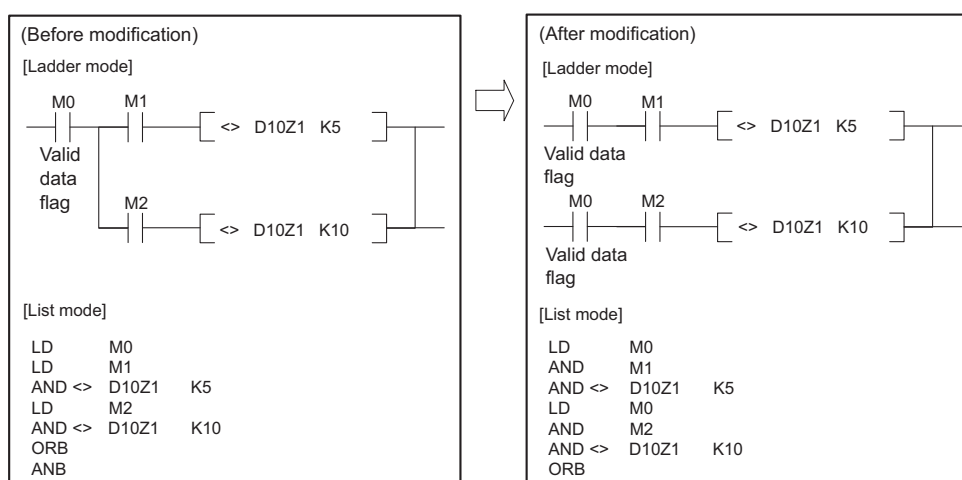 (Before modification)
[Ladder mode]
M0 M1
<> D10Z1 K5
Valid
data
flag
M2
<> D10Z1 K10
[List mode]
LD M0
LD M1
AND <> D10Z1 K5
LD M2
AND <> D10Z1 K10
ORB
ANB
(After modification)
[Ladder mode]
M0 M1
<> D10Z1 K5
Valid data
flag
M0 M2
<> D10Z1 K10
Valid data
flag
[List mode]
LD M0
AND M1
AND <> D10Z1 K5
LD M0
AND M2
AND <> D10Z1 K10
ORB